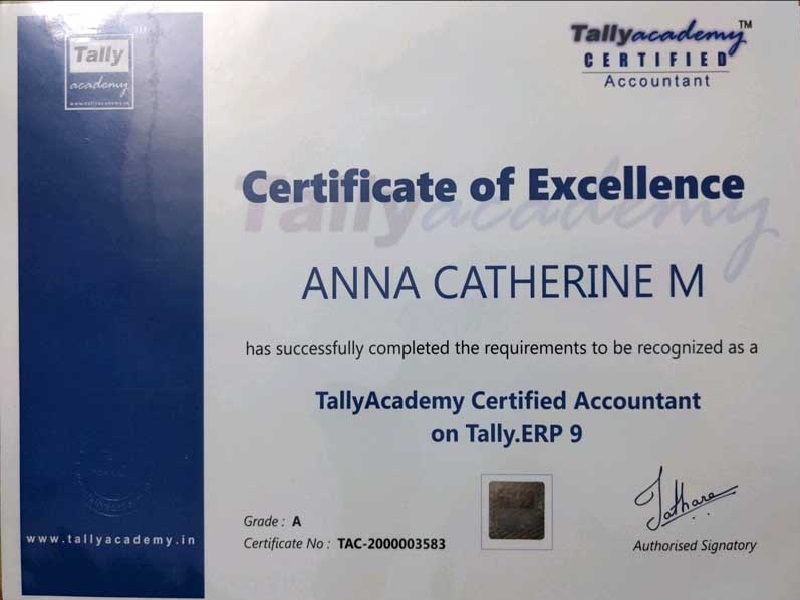 Tally
academy
www.tallyacademy.in
Tallyacademy™
CERTIFIED
Accountant
Certificate of Excellence
Tallyacademy
ANNA CATHERINE M
has successfully completed the requirements to be recognized as a
TallyAcademy Certified Accountant
on Tally.ERP 9
Grade : A
Certificate No : TAC-2000003583
Authorised Signatory
www.tallyacademy.in